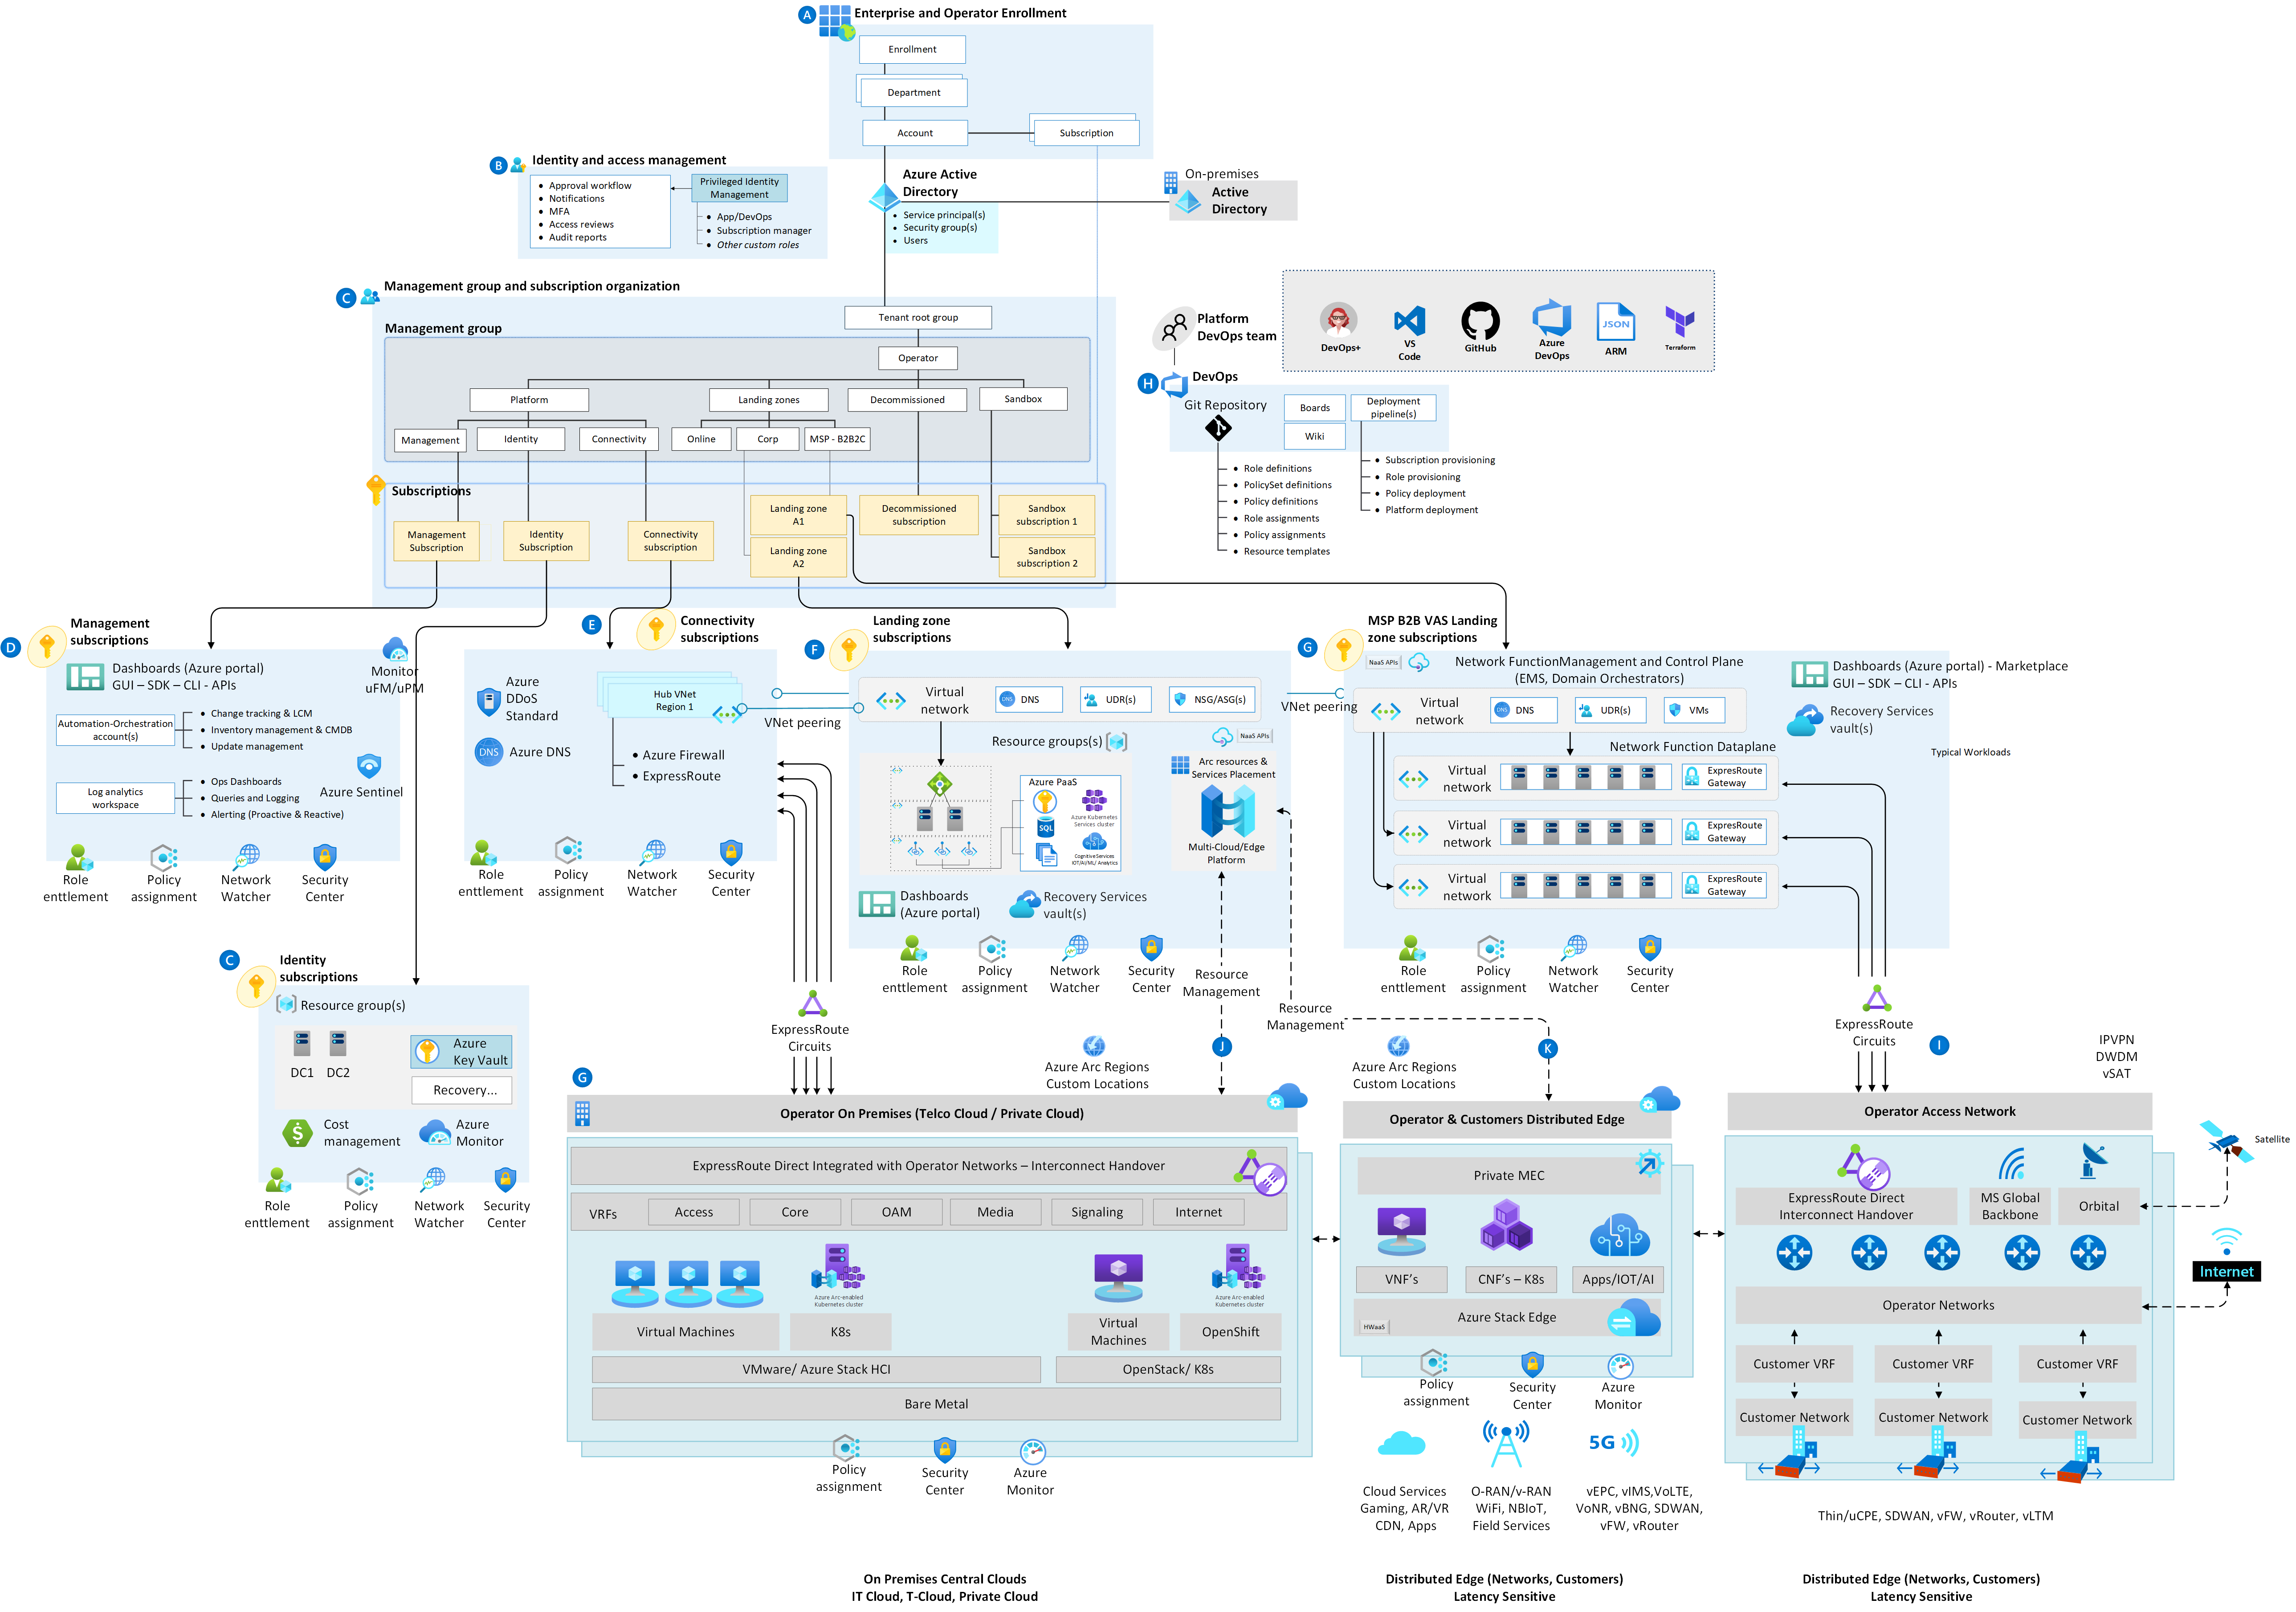 A
Enterprise and Operator Enrollment
Enrollment
Department
Account
Subscription
B
Identity and access management
Approval workflow
Notifications
MFA
Access reviews
Audit reports
Privileged Identity
Management
App/DevOps
Subscription manager
Other custom roles
Azure Active
Directory
Service principal(s)
Security group(s)
Users
On-premises
Active
Directory
C
Management group and subscription organization
Management group
Tenant root group
Operator
Platform
Landing zones
Decommissioned
Sandbox
Management
Identity
Connectivity
Online
Corp
MSP - B2B2C
Subscriptions
Management
Subscription
Identity
Subscription
Connectivity
subscription
Landing zone
A1
Landing zone
A2
Decommissioned
subscription
Sandbox
subscription 1
Sandbox
subscription 2
Platform
DevOps team
DevOps+
VS
Code
GitHub
Azure
DevOps
JSON
ARM
Terraform
H
DevOps
Git Repository
Boards
Wiki
Deployment
pipeline(s)
Role definitions
PolicySet definitions
Policy definitions
Role assignments
Policy assignments
Resource templates
Subscription provisioning
Role provisioning
Policy deployment
Platform deployment
D
Management
subscriptions
Dashboards (Azure portal)
GUI – SDK – CLI - APIs
Monitor
uFM/uPM
Automation-Orchestration
account(s)
Change tracking & LCM
Inventory management & CMDB
Update management
Log analytics
workspace
Ops Dashboards
Queries and Logging
Alerting (Proactive & Reactive)
Azure Sentinel
Role
enttlement
Policy
assignment
Network
Watcher
Security
Center
E
Connectivity
subscriptions
Azure
DDoS
Standard
DNS
Azure DNS
Hub VNet
Region 1
Azure Firewall
ExpressRoute
VNet peering
Role
enttlement
Policy
assignment
Network
Watcher
Security
Center
F
Landing zone
subscriptions
Virtual
network
DNS
DNS
UDR(s)
NSG/ASG(s)
Resource groups(s)
NaaS APIs
Azure PaaS
Azure Kubernetes
Services cluster
SQL
Cognitive Services
IOT/AI/ML/ Analytics
Arc resources &
Services Placement
Multi-Cloud/Edge
Platform
Dashboards
(Azure portal)
Recovery Services
vault(s)
Role
enttlement
Policy
assignment
Network
Watcher
Security
Center
VNet peering
G
MSP B2B VAS Landing
zone subscriptions
NaaS APIs
Network FunctionManagement and Control Plane
(EMS, Domain Orchestrators)
Virtual
network
DNS
DNS
UDR(s)
VMs
Network Function Dataplane
Virtual
network
ExpresRoute
Gateway
Virtual
network
ExpresRoute
Gateway
Virtual
network
ExpresRoute
Gateway
Dashboards (Azure portal) - Marketplace
GUI – SDK – CLI - APIs
Recovery Services
vault(s)
Typical Workloads
Role
enttlement
Policy
assignment
Network
Watcher
Security
Center
C
Identity
subscriptions
Resource group(s)
DC1
DC2
Azure
Key Vault
Recovery...
Cost
management
Azure
Monitor
Role
enttlement
Policy
assignment
Network
Watcher
Security
Center
ExpressRoute
Circuits
Resource
Management
Resource
Management
Azure Arc Regions
Custom Locations
J
Azure Arc Regions
Custom Locations
K
ExpressRoute
Circuits
I
IPVPN
DWDM
vSAT
G
Operator On Premises (Telco Cloud / Private Cloud)
ExpressRoute Direct Integrated with Operator Networks – Interconnect Handover
VRFs
Access
Core
OAM
Media
Signaling
Internet
Azure Arc-enabled
Kubernetes cluster
Azure Arc-enabled
Kubernetes cluster
Virtual Machines
K8s
Virtual
Machines
OpenShift
VMware/ Azure Stack HCI
OpenStack/ K8s
Bare Metal
Policy
assignment
Security
Center
Azure
Monitor
Operator & Customers Distributed Edge
Private MEC
VNF's
CNF's – K8s
Apps/IOT/AI
Azure Stack Edge
HWaaS
Policy
assignment
Security
Center
Azure
Monitor
5G
Cloud Services
Gaming, AR/VR
CDN, Apps
O-RAN/v-RAN
WiFi, NBIoT,
Field Services
vEPC, vIMS,VoLTE,
VoNR, vBNG, SDWAN,
vFW, vRouter
Operator Access Network
ExpressRoute Direct
Interconnect Handover
MS Global
Backbone
Orbital
Satellite
Internet
Operator Networks
Customer VRF
Customer VRF
Customer VRF
Customer Network
Customer Network
Customer Network
Thin/uCPE, SDWAN, vFW, vRouter, vLTM
On Premises Central Clouds
IT Cloud, T-Cloud, Private Cloud
Distributed Edge (Networks, Customers)
Latency Sensitive
Distributed Edge (Networks, Customers)
Latency Sensitive